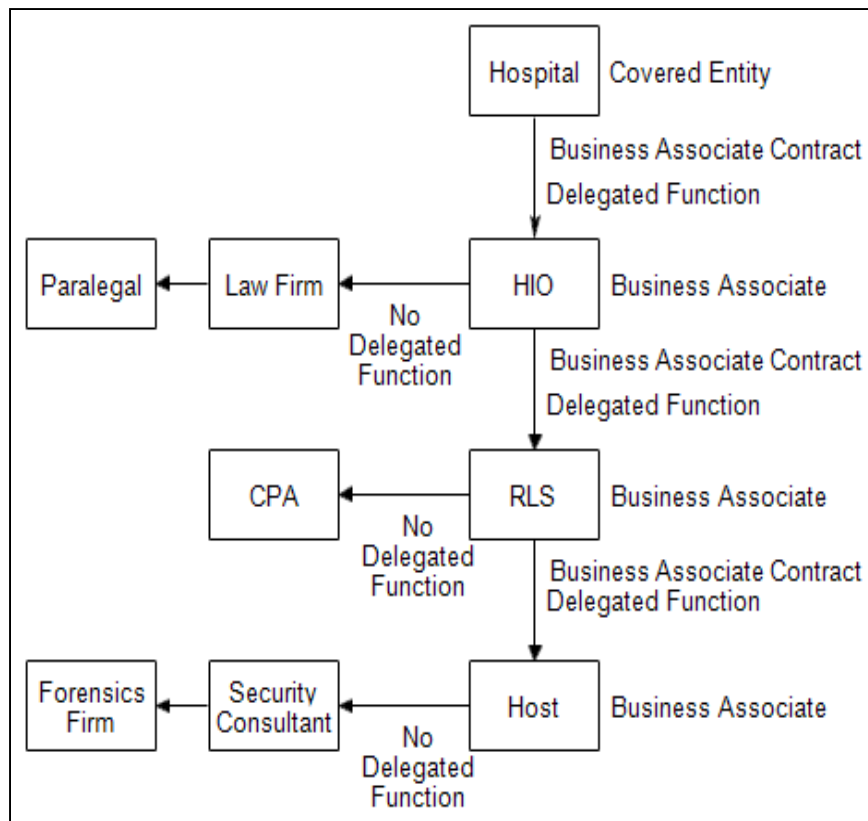 Hospital Covered Entity
Business Associate Contract
Delegated Function
Paralegal Law Firm HIO Business Associate
No
Delegated
Function
Business Associate Contract
Delegated Function
CPA RLS Business Associate
No
Delegated
Function
Business Associate Contract
Delegated Function
Forensics
Firm
Security
Consultant
Host Business Associate
No
Delegated
Function